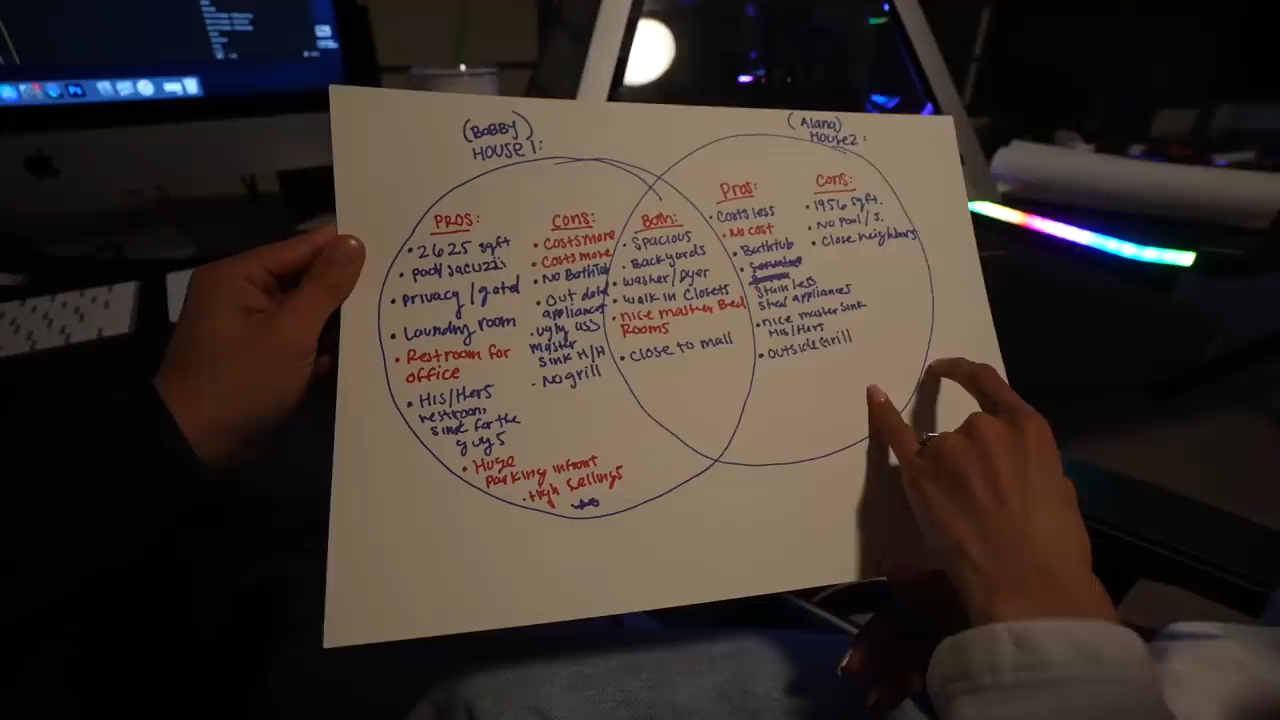 (BOBBY)
HOUSE 1:
PROS:
• 2625 sqft
• pool/jacuzzi
• privacy/gated
• Laundry room
• Restroom for
office
• His/Hers
restroom,
sink for the
guys
• Huge
parking infront
• High sellings
Cons:
• Costs more
• Costs more
• No Bathtub
• Out date
appliances
• ugly ass
master
sink H/H
• No grill
Both:
• Spacious
• Backyards
• washer/Dyer
• walk in Closets
• nice master Bed
Rooms
• close to mall
(Alana)
House 2:
Pros:
• Costs less
• No cost
• Bathtub
• Stainless
steal appliances
• nice master sink
His/Hers
• outside Grill
Cons:
• 1956 sqft.
• No Pool/S.
• Close neighbors